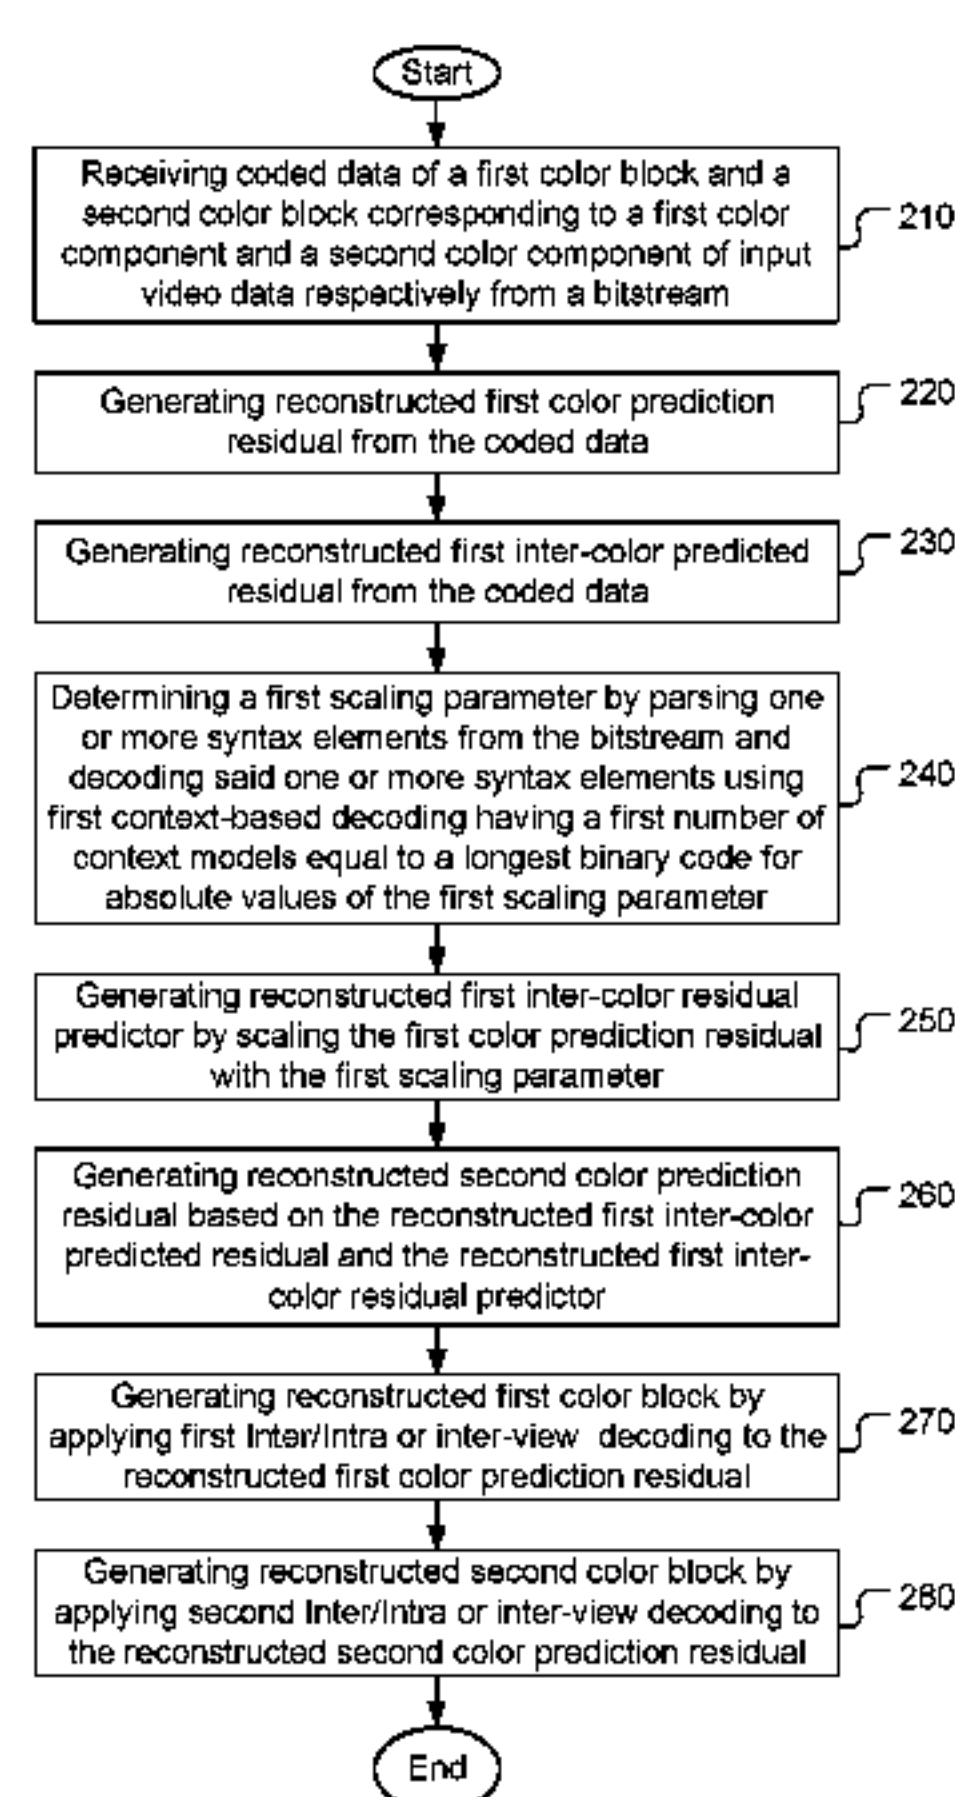 Start
Receiving coded data of a first color block and a
second color block corresponding to a first color
component and a second color component of input
video data respectively from a bitstream
210
Generating reconstructed first color prediction
residual from the coded data
220
Generating reconstructed first inter-color predicted
residual from the coded data
230
Determining a first scaling parameter by parsing one
or more syntax elements from the bitstream and
decoding said one or more syntax elements using
first context-based decoding having a first number of
context models equal to a longest binary code for
absolute values of the first scaling parameter
240
Generating reconstructed first inter-color residual
predictor by scaling the first color prediction residual
with the first scaling parameter
250
Generating reconstructed second color prediction
residual based on the reconstructed first inter-color
predicted residual and the reconstructed first inter-
color residual predictor
260
Generating reconstructed first color block by
applying first Inter/Intra or inter-view decoding to the
reconstructed first color prediction residual
270
Generating reconstructed second color block by
applying second Inter/Intra or inter-view decoding to
the reconstructed second color prediction residual
280
End